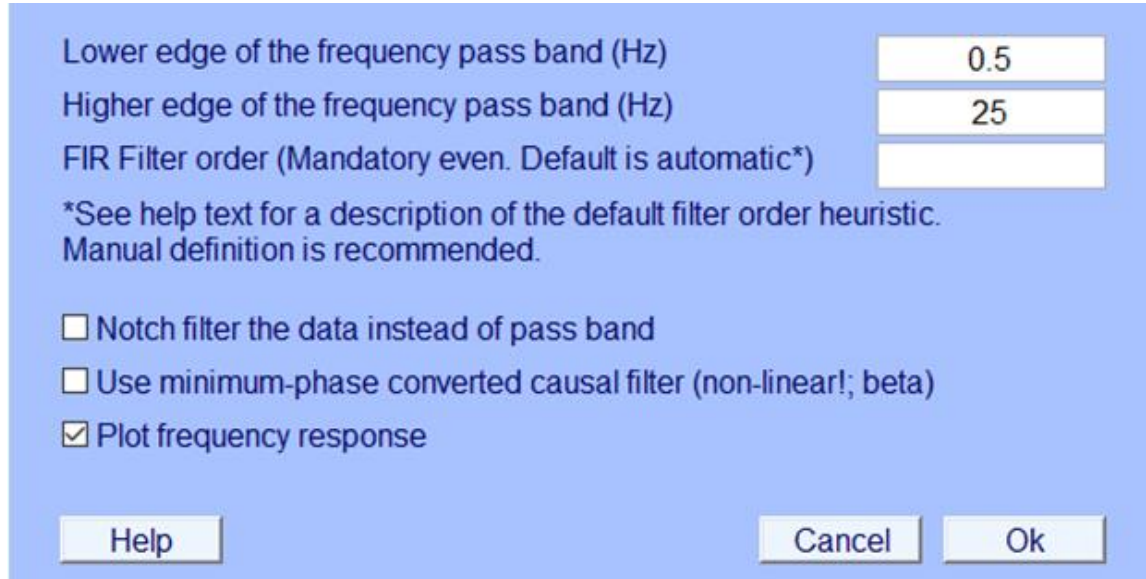 Lower edge of the frequency pass band (Hz) 0.5
Higher edge of the frequency pass band (Hz) 25
FIR Filter order (Mandatory even. Default is automatic*)
*See help text for a description of the default filter order heuristic.
Manual definition is recommended.
Notch filter the data instead of pass band
Use minimum-phase converted causal filter (non-linear!; beta)
Plot frequency response
Help Cancel Ok